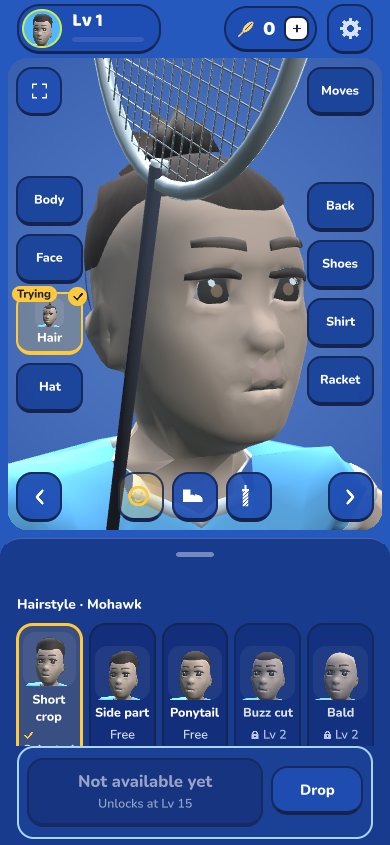 Lv 1
0
+
Moves
Body
Back
Face
Shoes
Trying
Hair
Shirt
Hat
Racket
Hairstyle · Mohawk
Short crop
Side part
Free
Ponytail
Free
Buzz cut
Lv 2
Bald
Lv 2
Not available yet
Unlocks at Lv 15
Drop